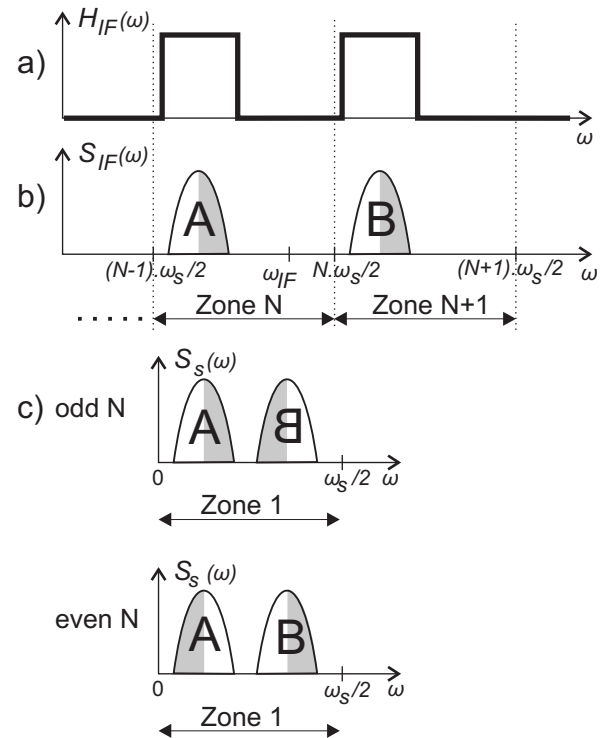 H_IF(ω)
a)
ω
S_IF(ω)
b)
A B
(N-1).ω_s/2 ω_IF N.ω_s/2 (N+1).ω_s/2 ω
Zone N Zone N+1
S_s(ω)
c) odd N
A B
0 ω_s/2 ω
Zone 1
S_s(ω)
even N
A B
0 ω_s/2 ω
Zone 1